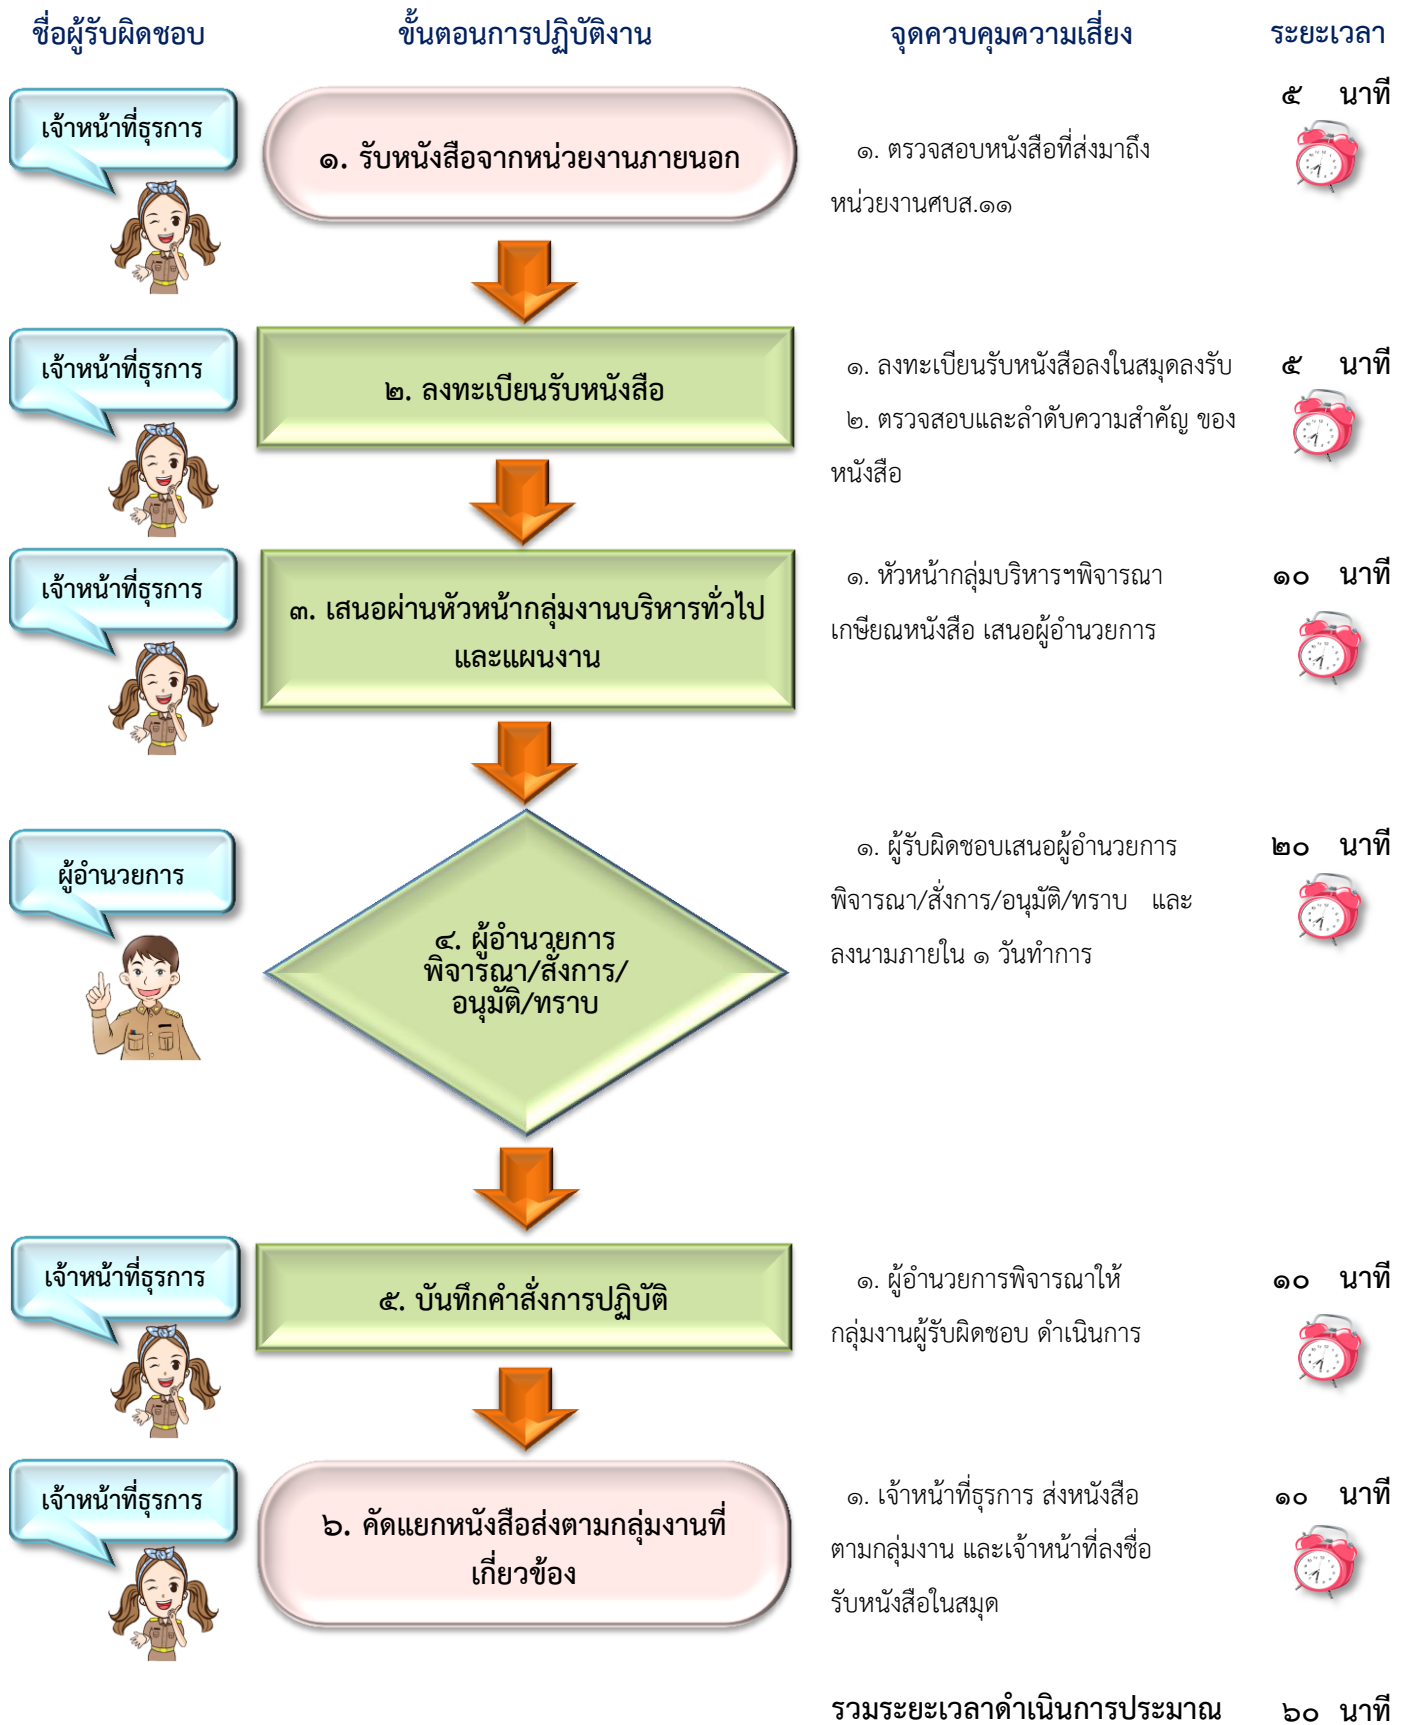 ชื่อผู้รับผิดชอบ ขั้นตอนการปฏิบัติงาน จุดควบคุมความเสี่ยง ระยะเวลา
เจ้าหน้าที่ธุรการ
๑. รับหนังสือจากหน่วยงานภายนอก
๑. ตรวจสอบหนังสือที่ส่งมาถึง
หน่วยงานศบส.๑๑
๕ นาที
เจ้าหน้าที่ธุรการ
๒. ลงทะเบียนรับหนังสือ
๑. ลงทะเบียนรับหนังสือลงในสมุดลงรับ
๒. ตรวจสอบและลำดับความสำคัญ ของ
หนังสือ
๕ นาที
เจ้าหน้าที่ธุรการ
๓. เสนอผ่านหัวหน้ากลุ่มงานบริหารทั่วไป
และแผนงาน
๑. หัวหน้ากลุ่มบริหารฯพิจารณา
เกษียณหนังสือ เสนอผู้อำนวยการ
๑๐ นาที
ผู้อำนวยการ
๔. ผู้อำนวยการ
พิจารณา/สั่งการ/
อนุมัติ/ทราบ
๑. ผู้รับผิดชอบเสนอผู้อำนวยการ
พิจารณา/สั่งการ/อนุมัติ/ทราบ และ
ลงนามภายใน ๑ วันทำการ
๒๐ นาที
เจ้าหน้าที่ธุรการ
๕. บันทึกคำสั่งการปฏิบัติ
๑. ผู้อำนวยการพิจารณาให้
กลุ่มงานผู้รับผิดชอบ ดำเนินการ
๑๐ นาที
เจ้าหน้าที่ธุรการ
๖. คัดแยกหนังสือส่งตามกลุ่มงานที่
เกี่ยวข้อง
๑. เจ้าหน้าที่ธุรการ ส่งหนังสือ
ตามกลุ่มงาน และเจ้าหน้าที่ลงชื่อ
รับหนังสือในสมุด
๑๐ นาที
รวมระยะเวลาดำเนินการประมาณ ๖๐ นาที